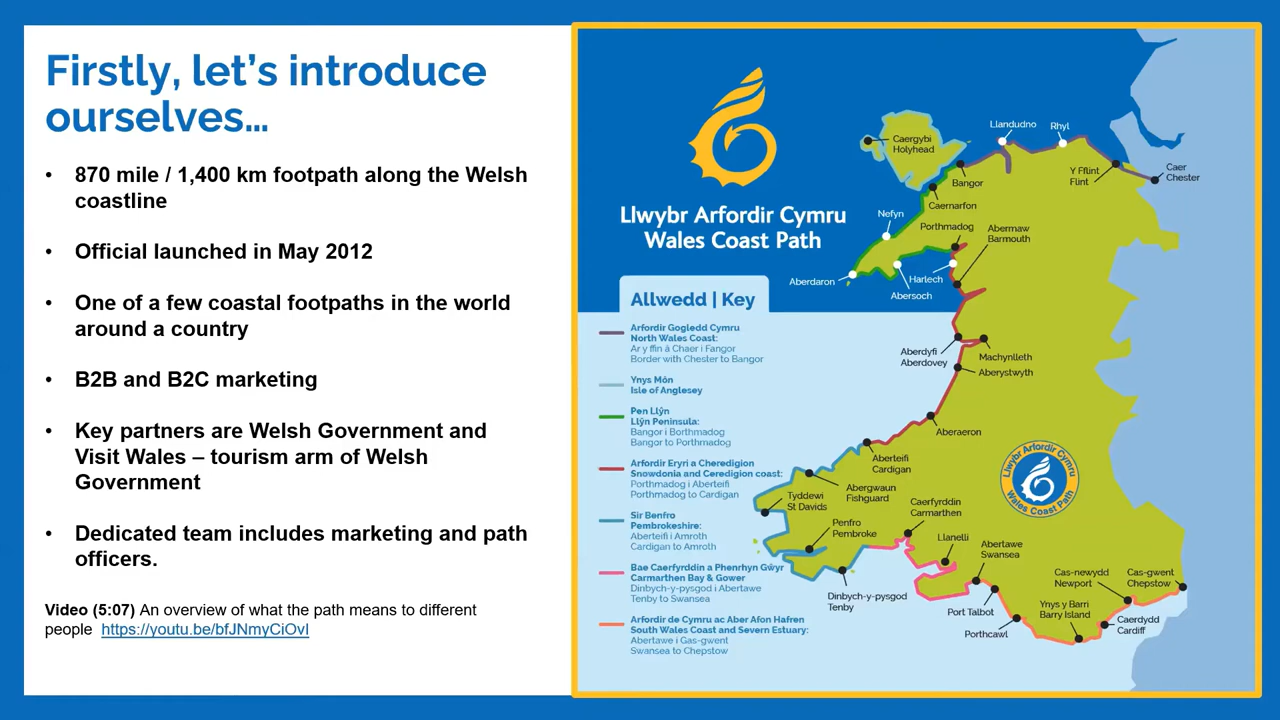 Firstly, let's introduce
ourselves...
• 870 mile / 1,400 km footpath along the Welsh
coastline
• Official launched in May 2012
• One of a few coastal footpaths in the world
around a country
• B2B and B2C marketing
• Key partners are Welsh Government and
Visit Wales – tourism arm of Welsh
Government
• Dedicated team includes marketing and path
officers.
Video (5:07) An overview of what the path means to different
people https://youtu.be/bfJNmyCiOvI
Llwybr Arfordir Cymru
Wales Coast Path
Allwedd | Key
Arfordir Gogledd Cymru
North Wales Coast:
Ar y ffin â Chaer i Fangor
Border with Chester to Bangor
Ynys Môn
Isle of Anglesey
Pen Llŷn
Llŷn Peninsula:
Bangor i Borthmadog
Bangor to Porthmadog
Arfordir Eryri a Cheredigion
Snowdonia and Ceredigion coast:
Porthmadog i Aberteifi
Porthmadog to Cardigan
Sir Benfro
Pembrokeshire:
Aberteifi i Amroth
Cardigan to Amroth
Bae Caerfyrddin a Phenrhyn Gŵyr
Carmarthen Bay & Gower
Dinbych-y-pysgod i Abertawe
Tenby to Swansea
Arfordir de Cymru ac Aber Afon Hafren
South Wales Coast and Severn Estuary:
Abertawe i Gas-gwent
Swansea to Chepstow
Caergybi
Holyhead
Llandudno
Rhyl
Y Fflint
Flint
Caer
Chester
Bangor
Caernarfon
Nefyn
Porthmadog
Abermaw
Barmouth
Aberdaron
Abersoch
Harlech
Aberdyfi
Aberdovey
Machynlleth
Aberystwyth
Aberaeron
Aberteifi
Cardigan
Abergwaun
Fishguard
Tyddewi
St Davids
Penfro
Pembroke
Caerfyrddin
Carmarthen
Llanelli
Abertawe
Swansea
Dinbych-y-pysgod
Tenby
Port Talbot
Porthcawl
Cas-newydd
Newport
Cas-gwent
Chepstow
Ynys y Barri
Barry Island
Caerdydd
Cardiff
Llwybr Arfordir Cymru
Wales Coast Path